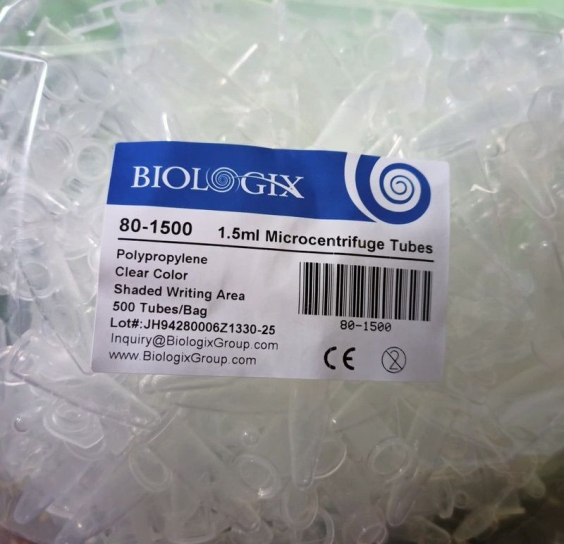 BIOLOGIX
80-1500 1.5ml Microcentrifuge Tubes
Polypropylene
Clear Color
Shaded Writing Area
500 Tubes/Bag
Lot#:JH94280006Z1330-25
Inquiry@BiologixGroup.com
www.BiologixGroup.com
80-1500
CE
2